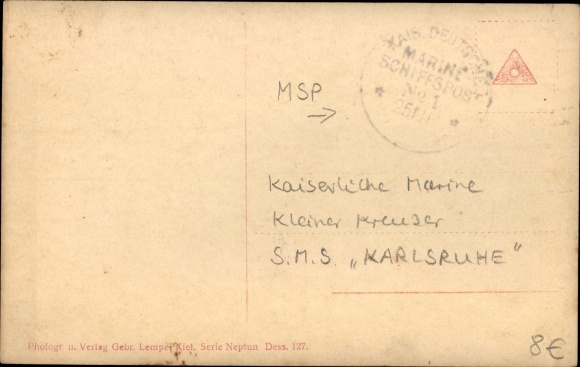 KAIS. DEUTSCHE
MARINE
SCHIFFSPOST
No 1
MSP
→
Kaiserliche Marine
Kleiner Kreuzer
S.M.S. „KARLSRUHE"
Photogr u. Verlag Gebr. Lempe, Kiel. Serie Neptun. Dess. 127.
8€